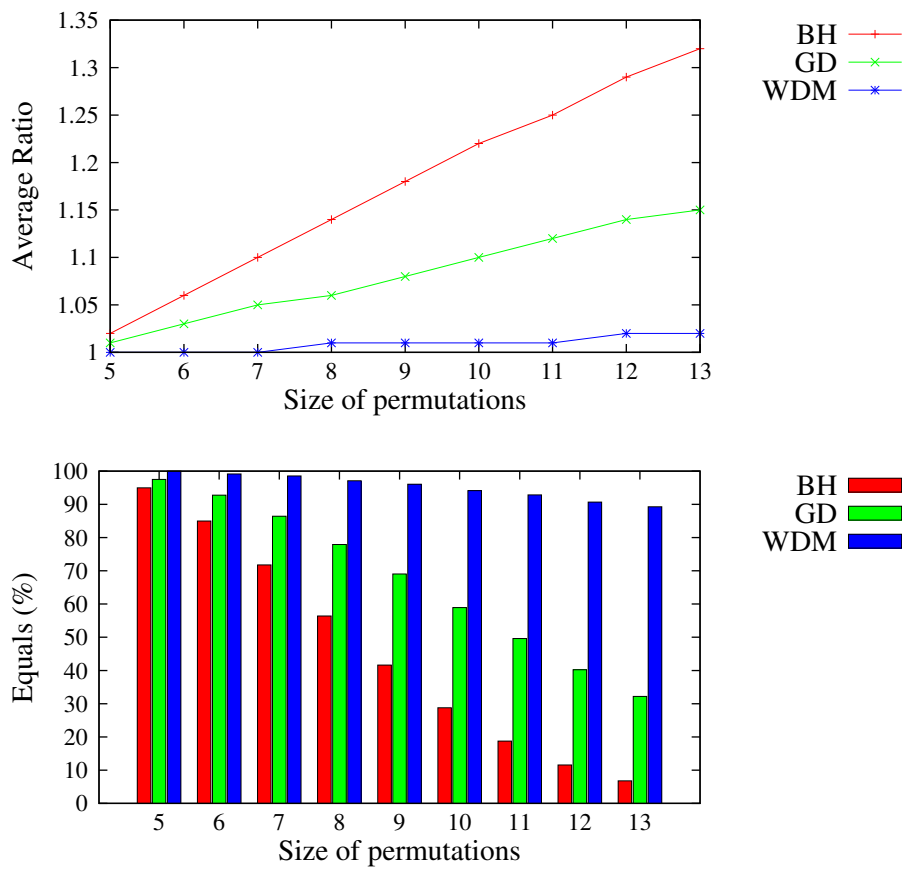 1.35
1.3
1.25
1.2
1.15
1.1
1.05
1
Average Ratio
5 6 7 8 9 10 11 12 13
Size of permutations
BH
GD
WDM
100
90
80
70
60
50
40
30
20
10
0
Equals (%)
5 6 7 8 9 10 11 12 13
Size of permutations
BH
GD
WDM